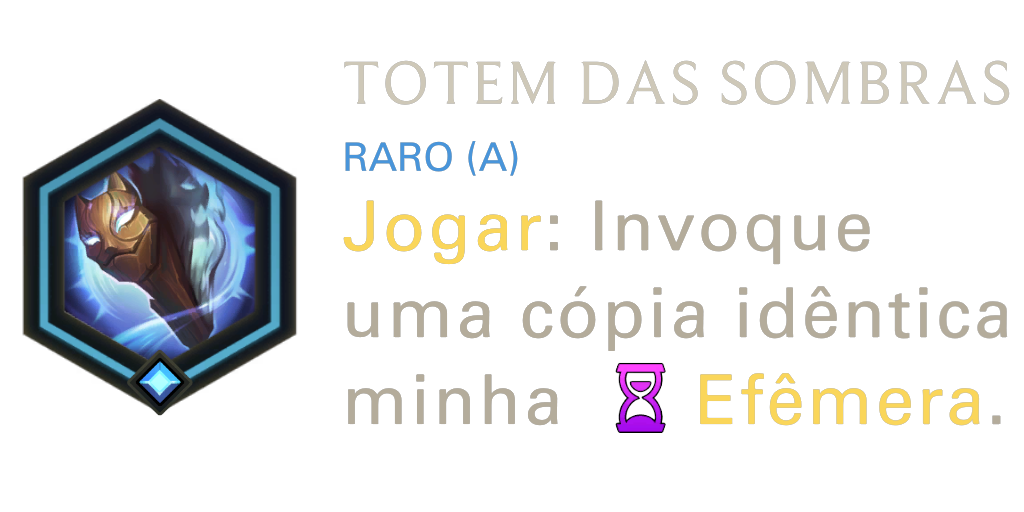 TOTEM DAS SOMBRAS
RARO (A)
Jogar: Invoque
uma cópia idêntica
minha Efêmera.